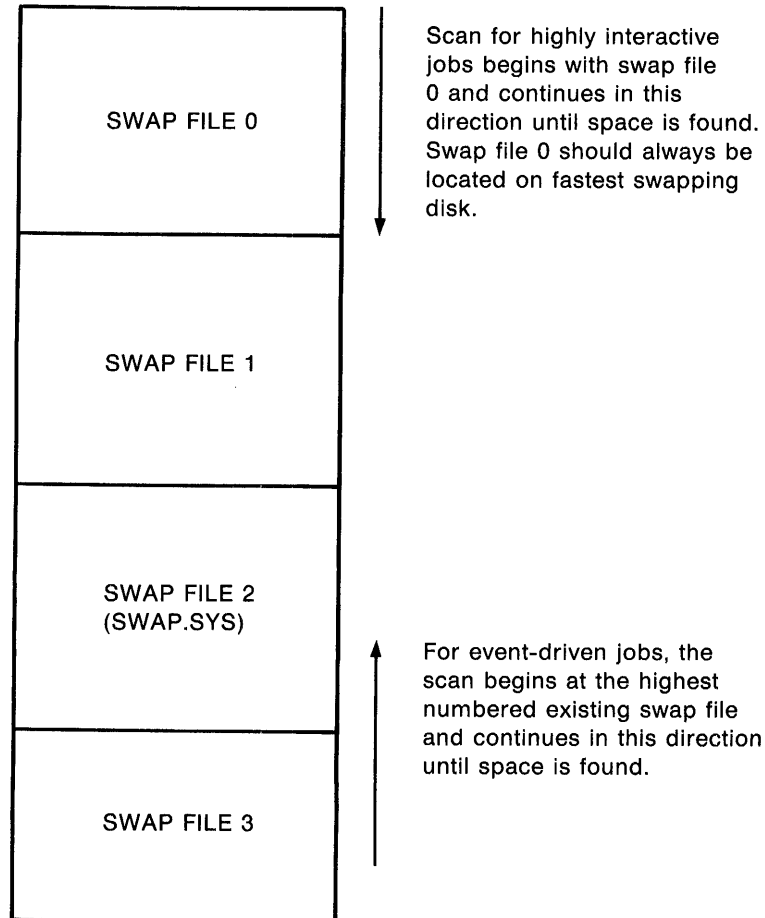 SWAP FILE 0
Scan for highly interactive
jobs begins with swap file
0 and continues in this
direction until space is found.
Swap file 0 should always be
located on fastest swapping
disk.
SWAP FILE 1
SWAP FILE 2
(SWAP.SYS)
For event-driven jobs, the
scan begins at the highest
numbered existing swap file
and continues in this direction
until space is found.
SWAP FILE 3